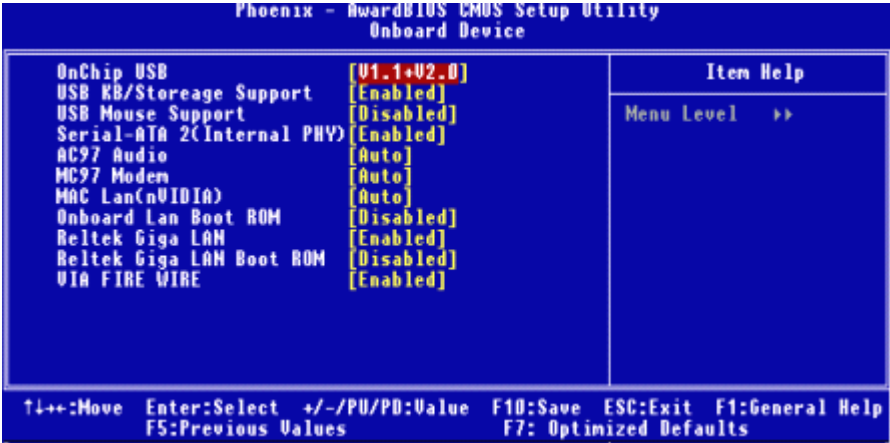 Phoenix - AwardBIOS CMOS Setup Utility
Onboard Device
OnChip USB [V1.1+V2.0]
USB KB/Storeage Support [Enabled]
USB Mouse Support [Disabled]
Serial-ATA 2(Internal PHY) [Enabled]
AC97 Audio [Auto]
MC97 Modem [Auto]
MAC Lan(nVIDIA) [Auto]
Onboard Lan Boot ROM [Disabled]
Reltek Giga LAN [Enabled]
Reltek Giga LAN Boot ROM [Disabled]
VIA FIRE WIRE [Enabled]
Item Help
Menu Level ▸▸
↑↓→←:Move Enter:Select +/-/PU/PD:Value F10:Save ESC:Exit F1:General Help
F5:Previous Values F7: Optimized Defaults